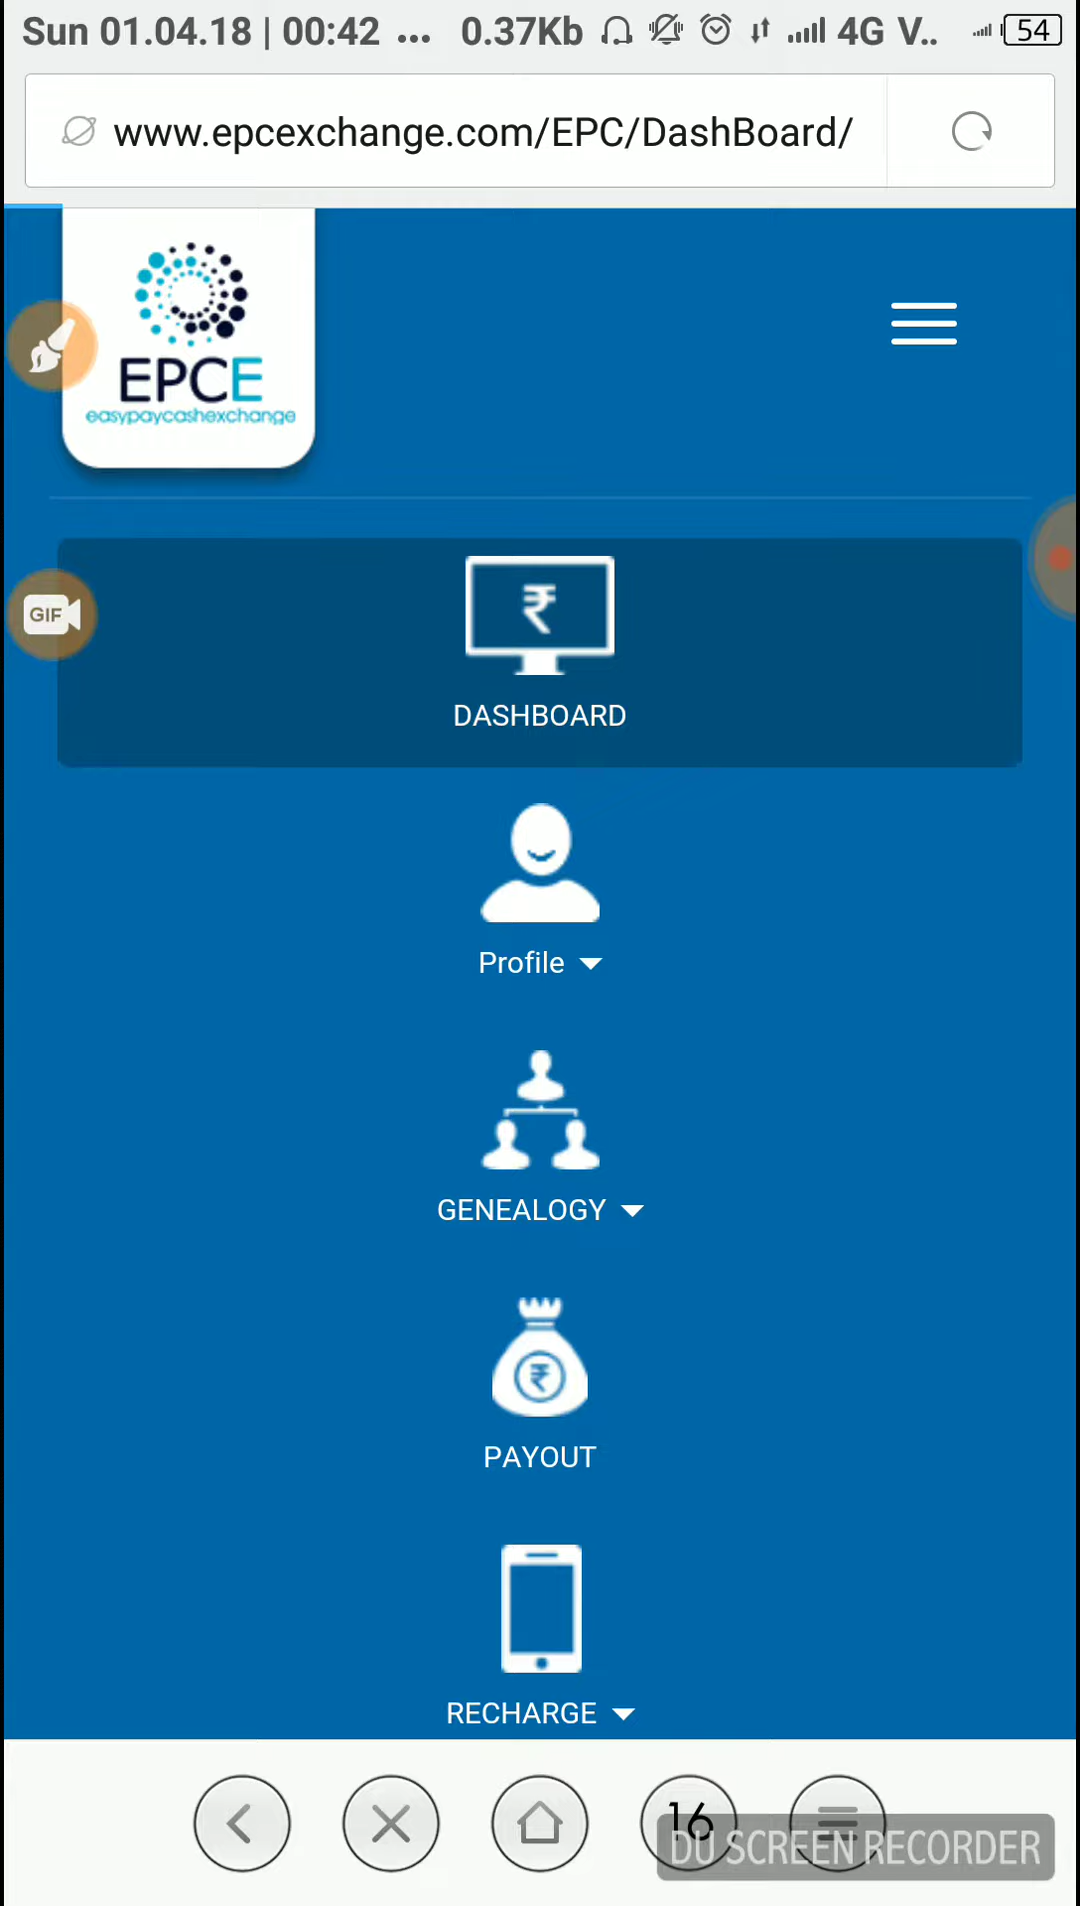 Sun 01.04.18 | 00:42 ... 0.37Kb 4G V.. 54
www.epcexchange.com/EPC/DashBoard/
EPCE
easypaycashexchange
GIF
₹
DASHBOARD
Profile
GENEALOGY
₹
PAYOUT
RECHARGE
16
DU SCREEN RECORDER